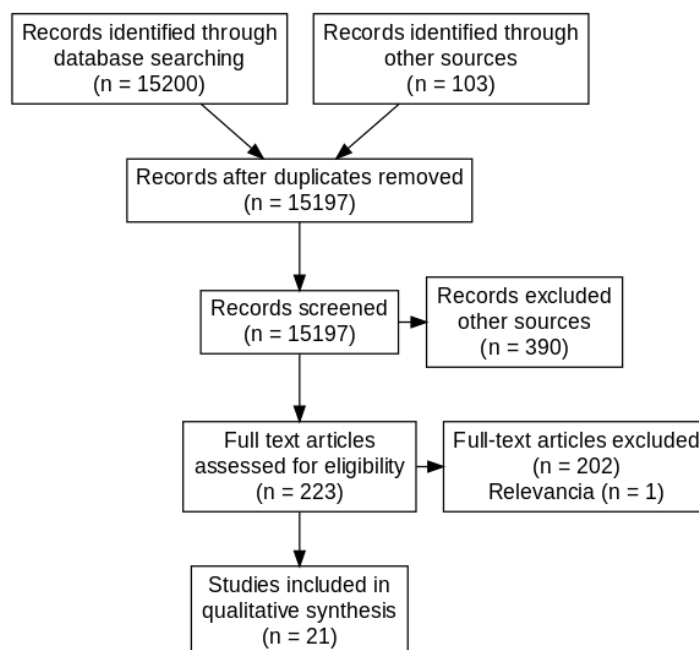 Records identified through
database searching
(n = 15200)
Records identified through
other sources
(n = 103)
Records after duplicates removed
(n = 15197)
Records screened
(n = 15197)
Records excluded
other sources
(n = 390)
Full text articles
assessed for eligibility
(n = 223)
Full-text articles excluded
(n = 202)
Relevancia (n = 1)
Studies included in
qualitative synthesis
(n = 21)